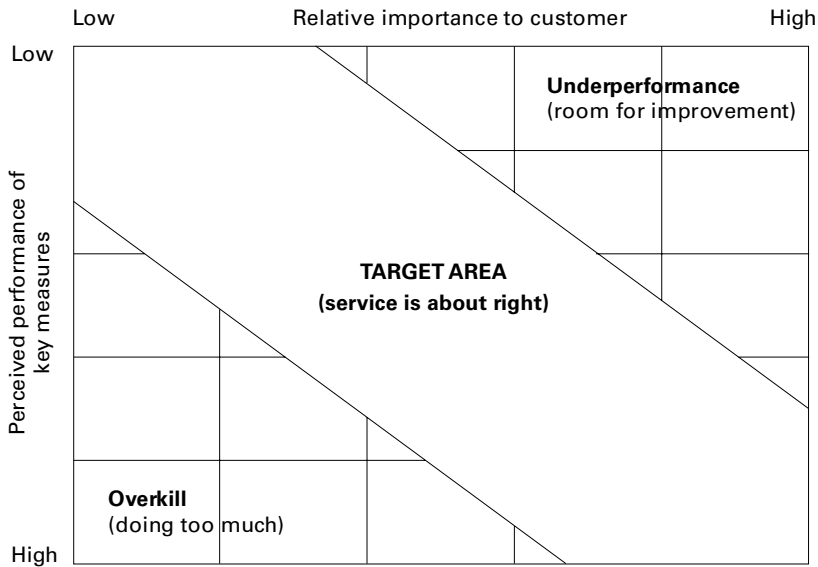 Low Relative importance to customer High
Low
Underperformance
(room for improvement)
Perceived performance of
key measures
TARGET AREA
(service is about right)
Overkill
(doing too much)
High